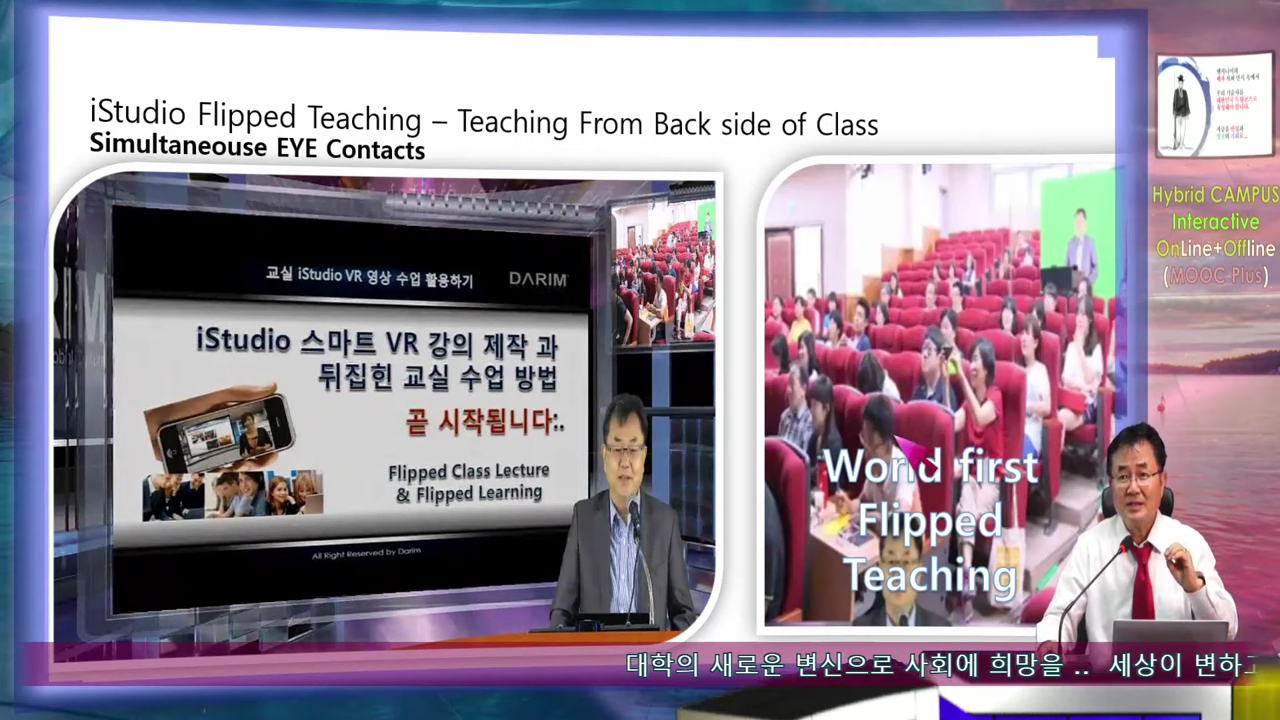 iStudio Flipped Teaching – Teaching From Back side of Class
Simultaneouse EYE Contacts
교실 iStudio VR 영상 수업 활용하기
DARIM
iStudio 스마트 VR 강의 제작 과
뒤집힌 교실 수업 방법
곧 시작됩니다:.
Flipped Class Lecture
& Flipped Learning
All Right Reserved by Darim
World first
Flipped
Teaching
Hybrid CAMPUS
Interactive
OnLine+Offline
(MOOC Plus)
대학의 새로운 변신으로 사회에 희망을 .. 세상이 변하고